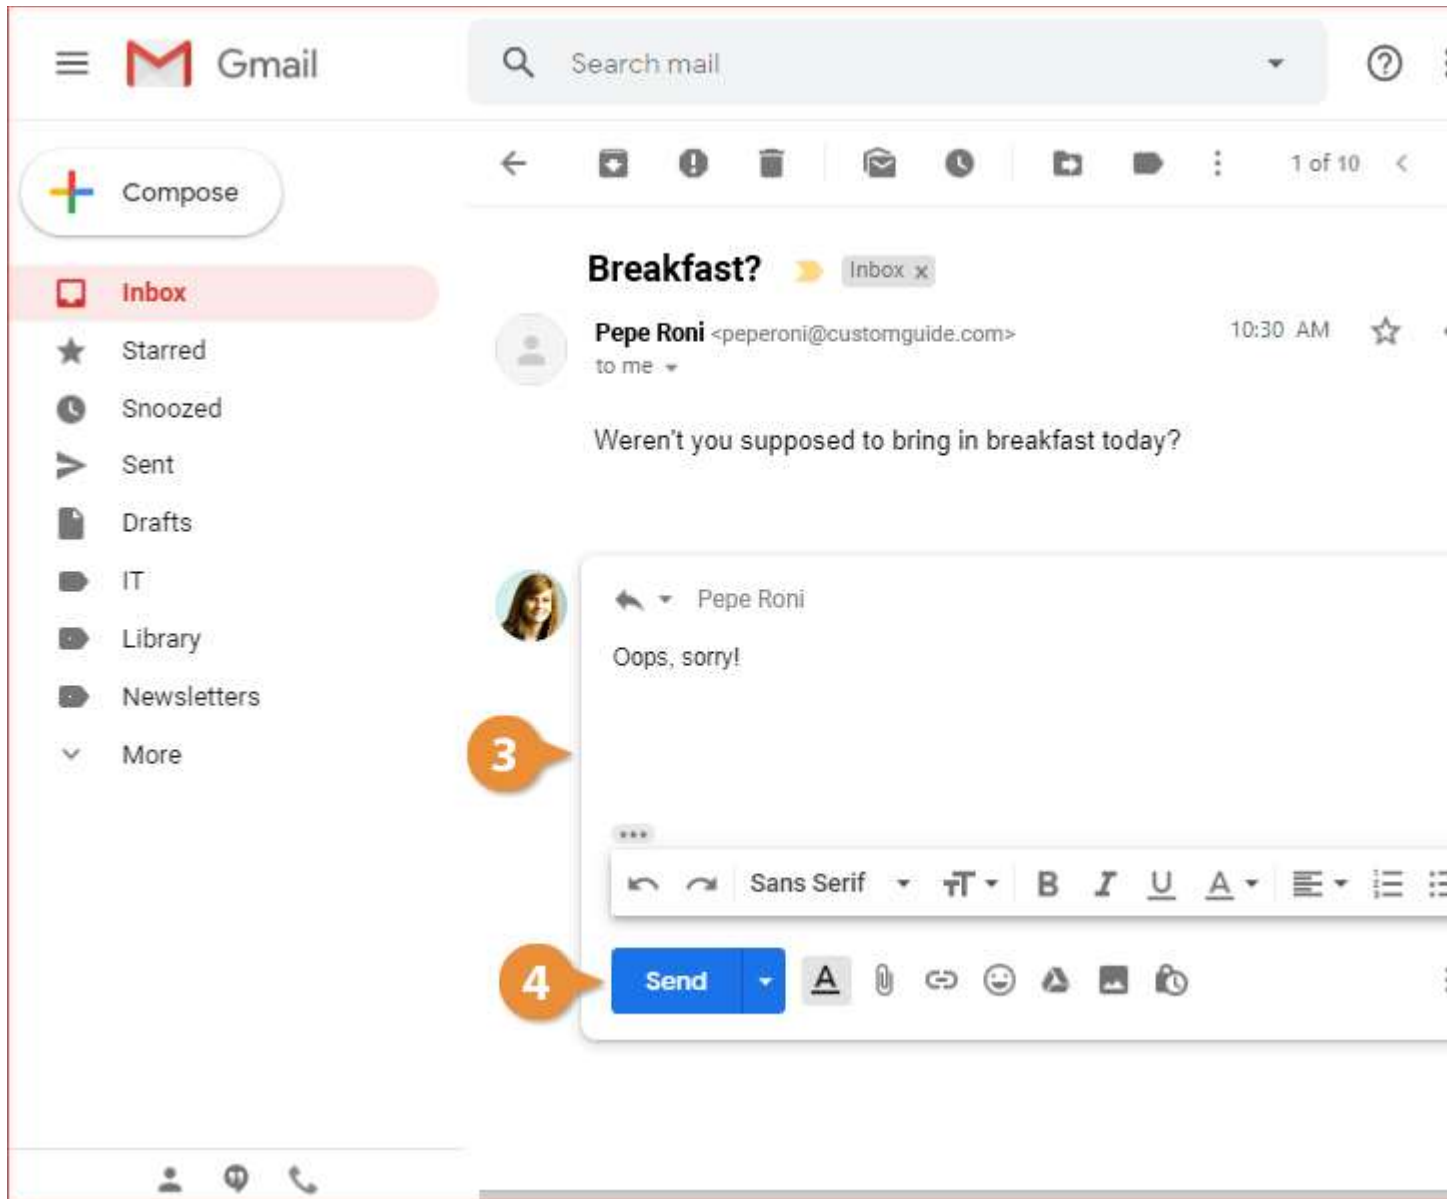 Gmail
Search mail
Compose
1 of 10
Inbox
Starred
Snoozed
Sent
Drafts
IT
Library
Newsletters
More
Breakfast? Inbox x
Pepe Roni <peperoni@customguide.com> 10:30 AM
to me
Weren't you supposed to bring in breakfast today?
Pepe Roni
Oops, sorry!
3
Sans Serif
4
Send